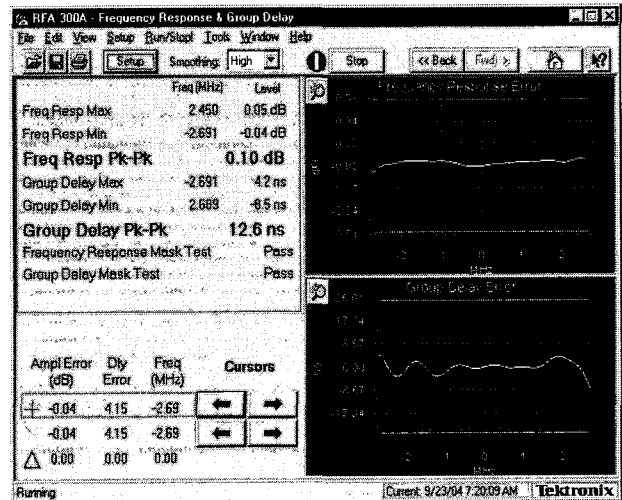 RFA 300A - Frequency Response & Group Delay
File Edit View Setup Run/Stop! Tools Window Help
Setup Smoothing: High Stop << Back Fwd >
Freq (MHz) Level
Freq Resp Max 2.450 0.05 dB
Freq Resp Min -2.691 -0.04 dB
Freq Resp Pk-Pk 0.10 dB
Group Delay Max -2.691 4.2 ns
Group Delay Min 2.689 -8.5 ns
Group Delay Pk-Pk 12.6 ns
Frequency Response Mask Test Pass
Group Delay Mask Test Pass
Frequency Response Error
MHz
Group Delay Error
MHz
Ampl Error (dB) Dly Error Freq (MHz) Cursors
-0.04 4.15 -2.69
-0.04 4.15 -2.69
0.00 0.00 0.00
Running Current: 9/23/04 7:20:09 AM Tektronix